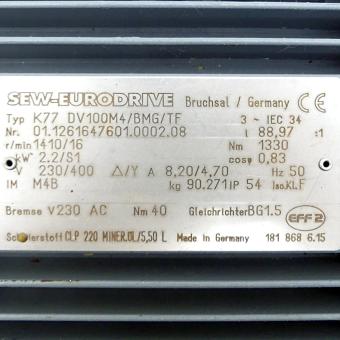 SEW-EURODRIVE Bruchsal / Germany CE
Typ K77 DV100M4/BMG/TF 3 ~ IEC 34
Nr. 01.1261647601.0002.08 i 88,97 :1
r/min 1410/16 Nm 1330
kW 2.2/S1 cosφ 0,83
V 230/400 Δ/Y A 8,20/4,70 Hz 50
IM M4B kg 90.271 IP 54 Iso.Kl.F
Bremse V 230 AC Nm 40 Gleichrichter BG1.5 EFF2
Schmierstoff CLP 220 MINER.ÖL/5,50 L Made in Germany 181 868 6.15